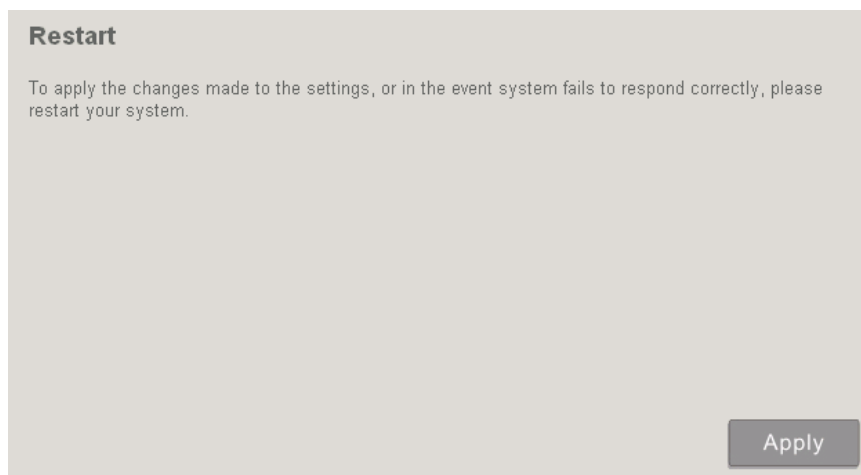 Restart
To apply the changes made to the settings, or in the event system fails to respond correctly, please
restart your system.
Apply